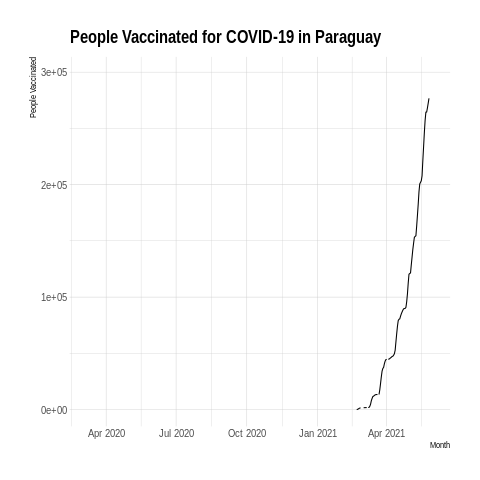 People Vaccinated for COVID-19 in Paraguay
People Vaccinated
3e+05
2e+05
1e+05
0e+00
Apr 2020 Jul 2020 Oct 2020 Jan 2021 Apr 2021
Month